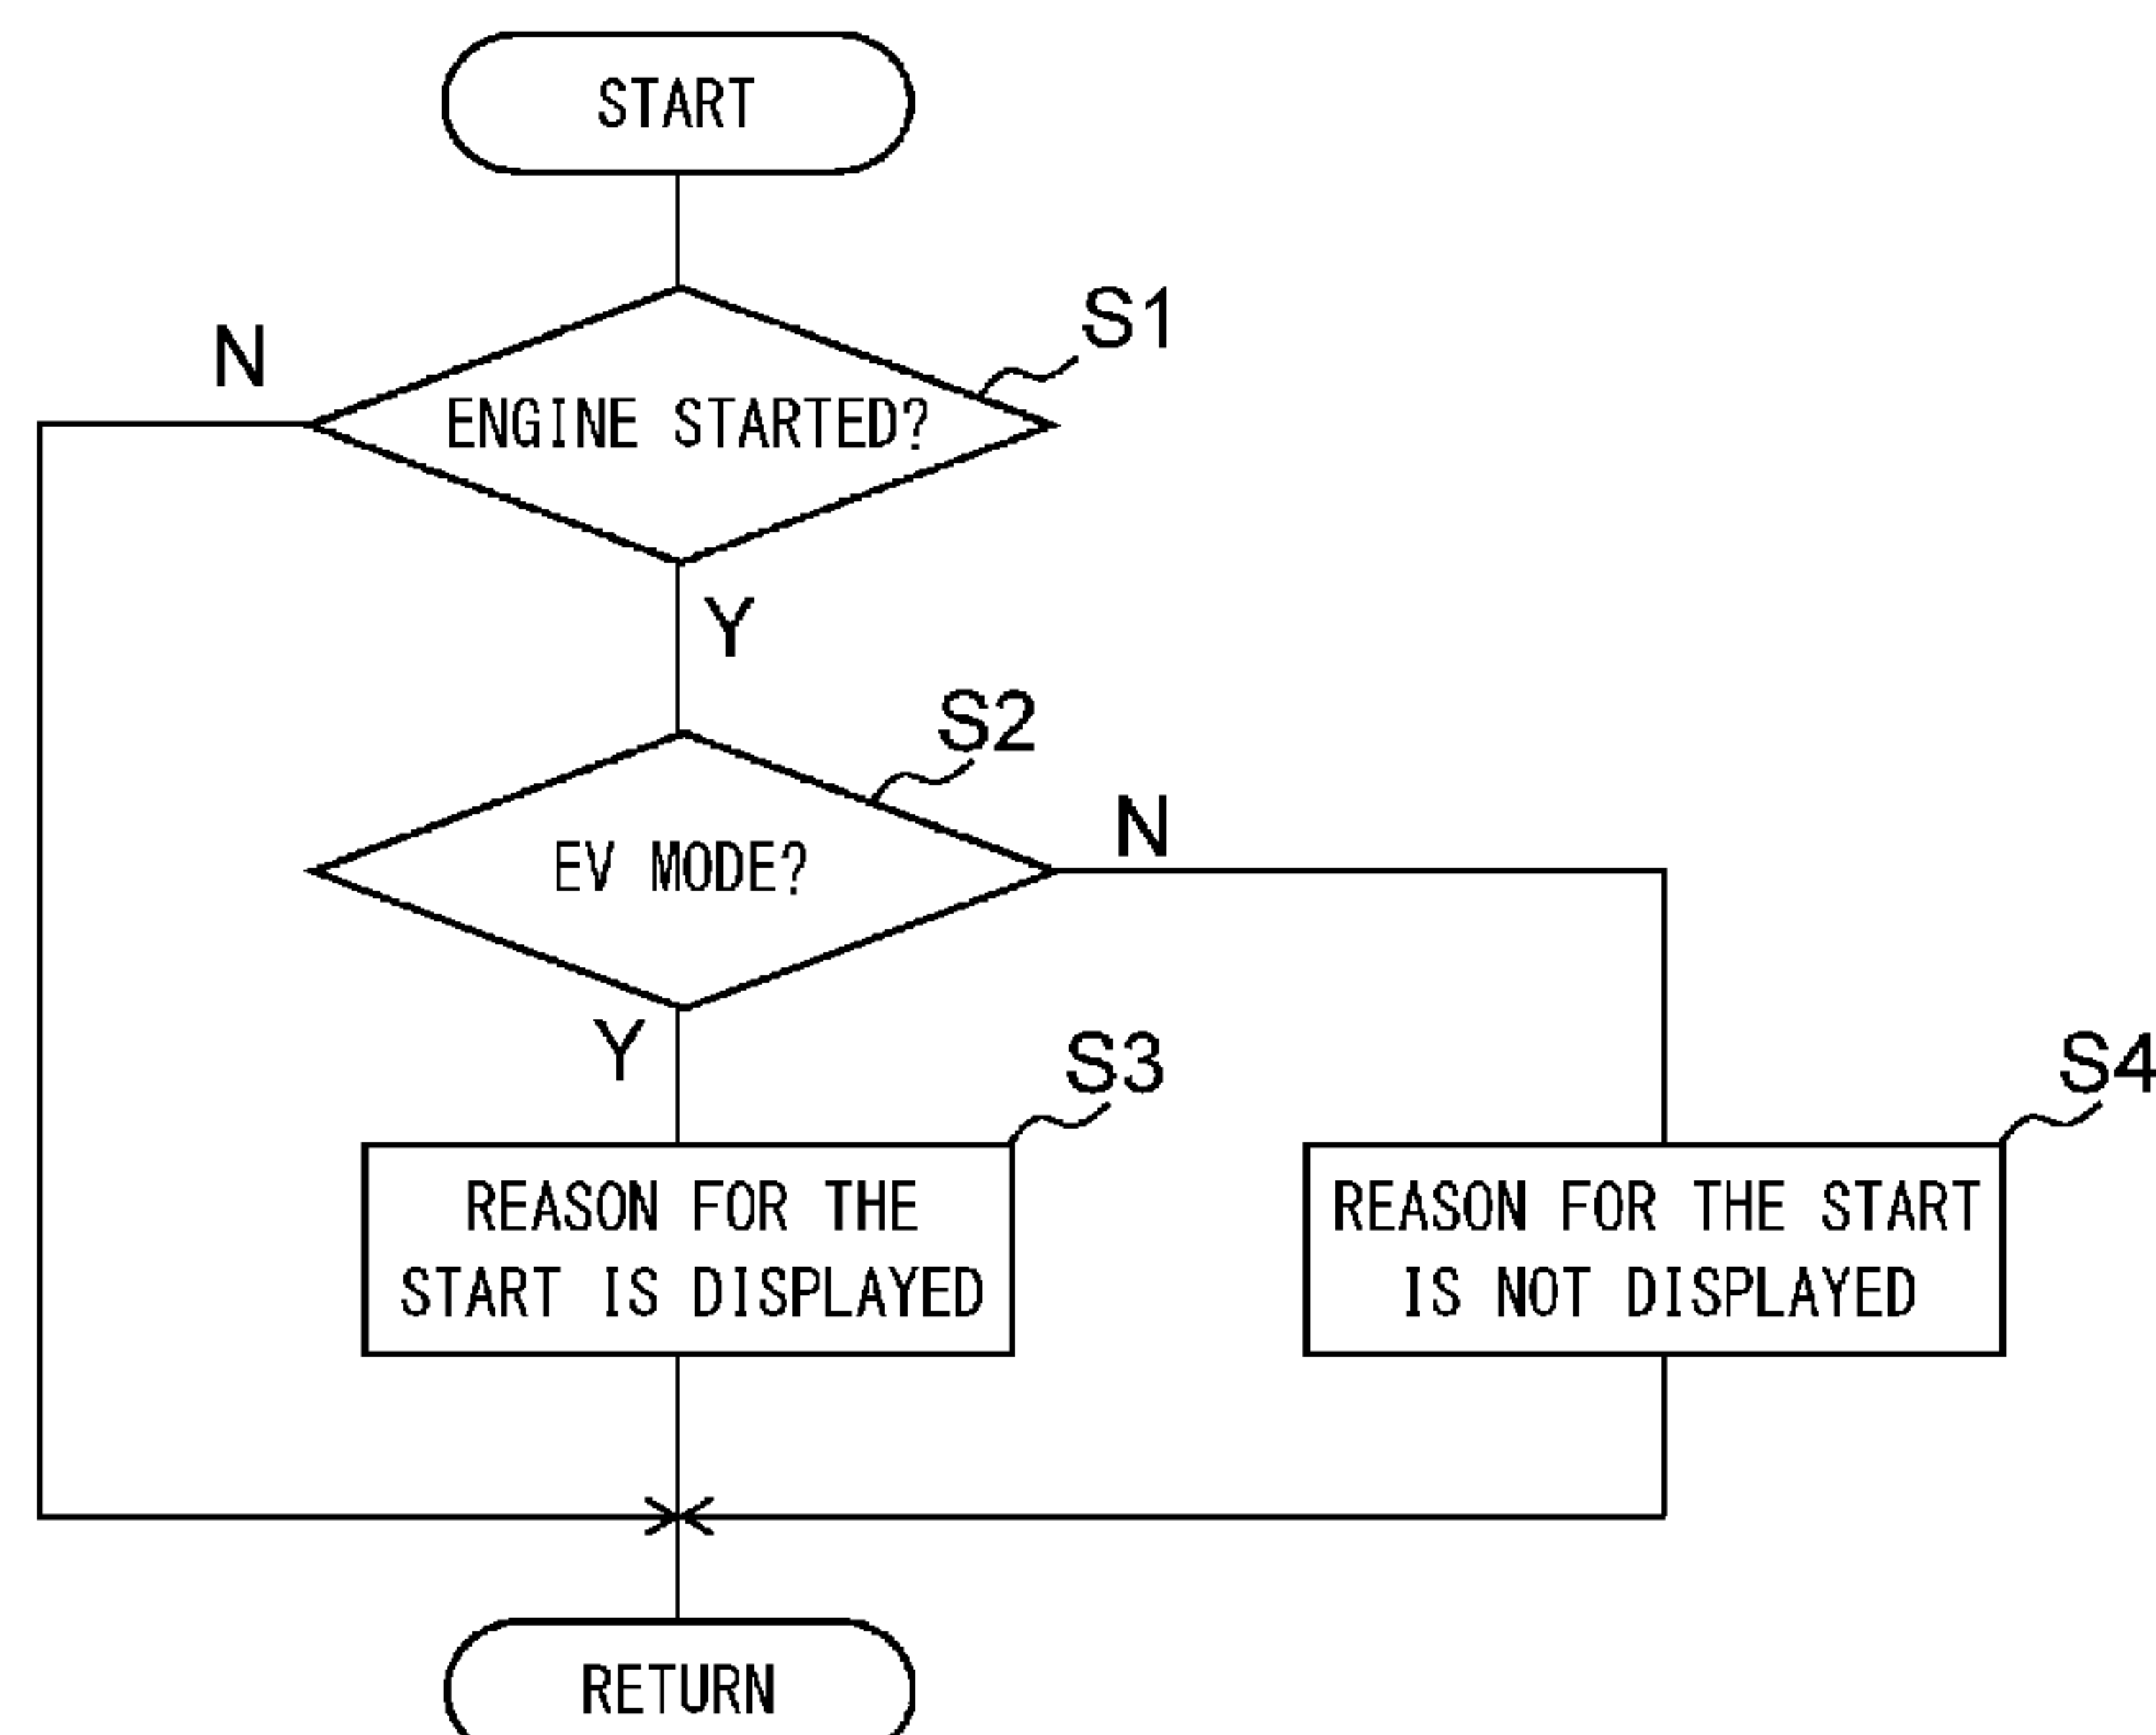 START
S1
N
ENGINE STARTED?
Y
S2
N
EV MODE?
Y
S3
S4
REASON FOR THE
START IS DISPLAYED
REASON FOR THE START
IS NOT DISPLAYED
RETURN